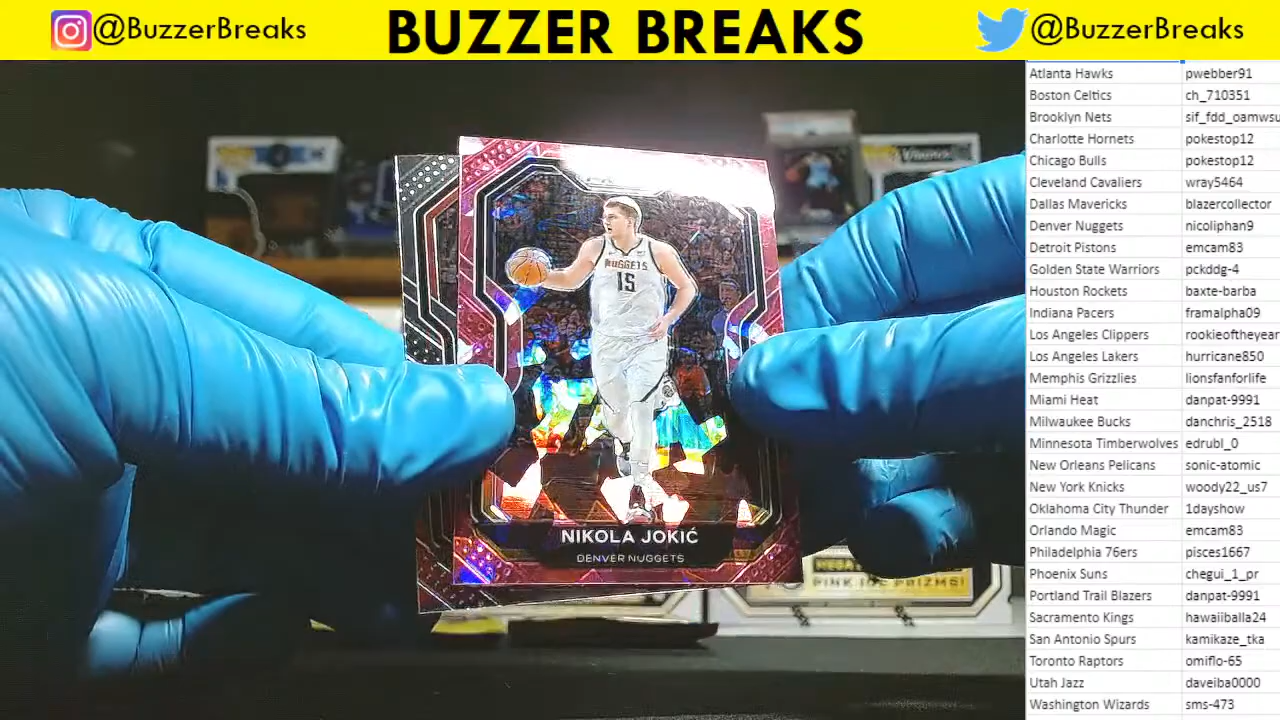 @BuzzerBreaks
BUZZER BREAKS
@BuzzerBreaks
Atlanta Hawks pwebber91
Boston Celtics ch_710351
Brooklyn Nets sif_fdd_oamwsu
Charlotte Hornets pokestop12
Chicago Bulls pokestop12
Cleveland Cavaliers wray5464
Dallas Mavericks blazercollector
Denver Nuggets nicoliphan9
Detroit Pistons emcam83
Golden State Warriors pckddg-4
Houston Rockets baxte-barba
Indiana Pacers framalpha09
Los Angeles Clippers rookieoftheyear
Los Angeles Lakers hurricane850
Memphis Grizzlies lionsfanforlife
Miami Heat danpat-9991
Milwaukee Bucks danchris_2518
Minnesota Timberwolves edrubl_0
New Orleans Pelicans sonic-atomic
New York Knicks woody22_us7
Oklahoma City Thunder 1dayshow
Orlando Magic emcam83
Philadelphia 76ers pisces1667
Phoenix Suns chegui_1_pr
Portland Trail Blazers danpat-9991
Sacramento Kings hawaiiballa24
San Antonio Spurs kamikaze_tka
Toronto Raptors omiflo-65
Utah Jazz daveiba0000
Washington Wizards sms-473
NUGGETS
15
NIKOLA JOKIĆ
DENVER NUGGETS
PINK ICE PRIZMS!